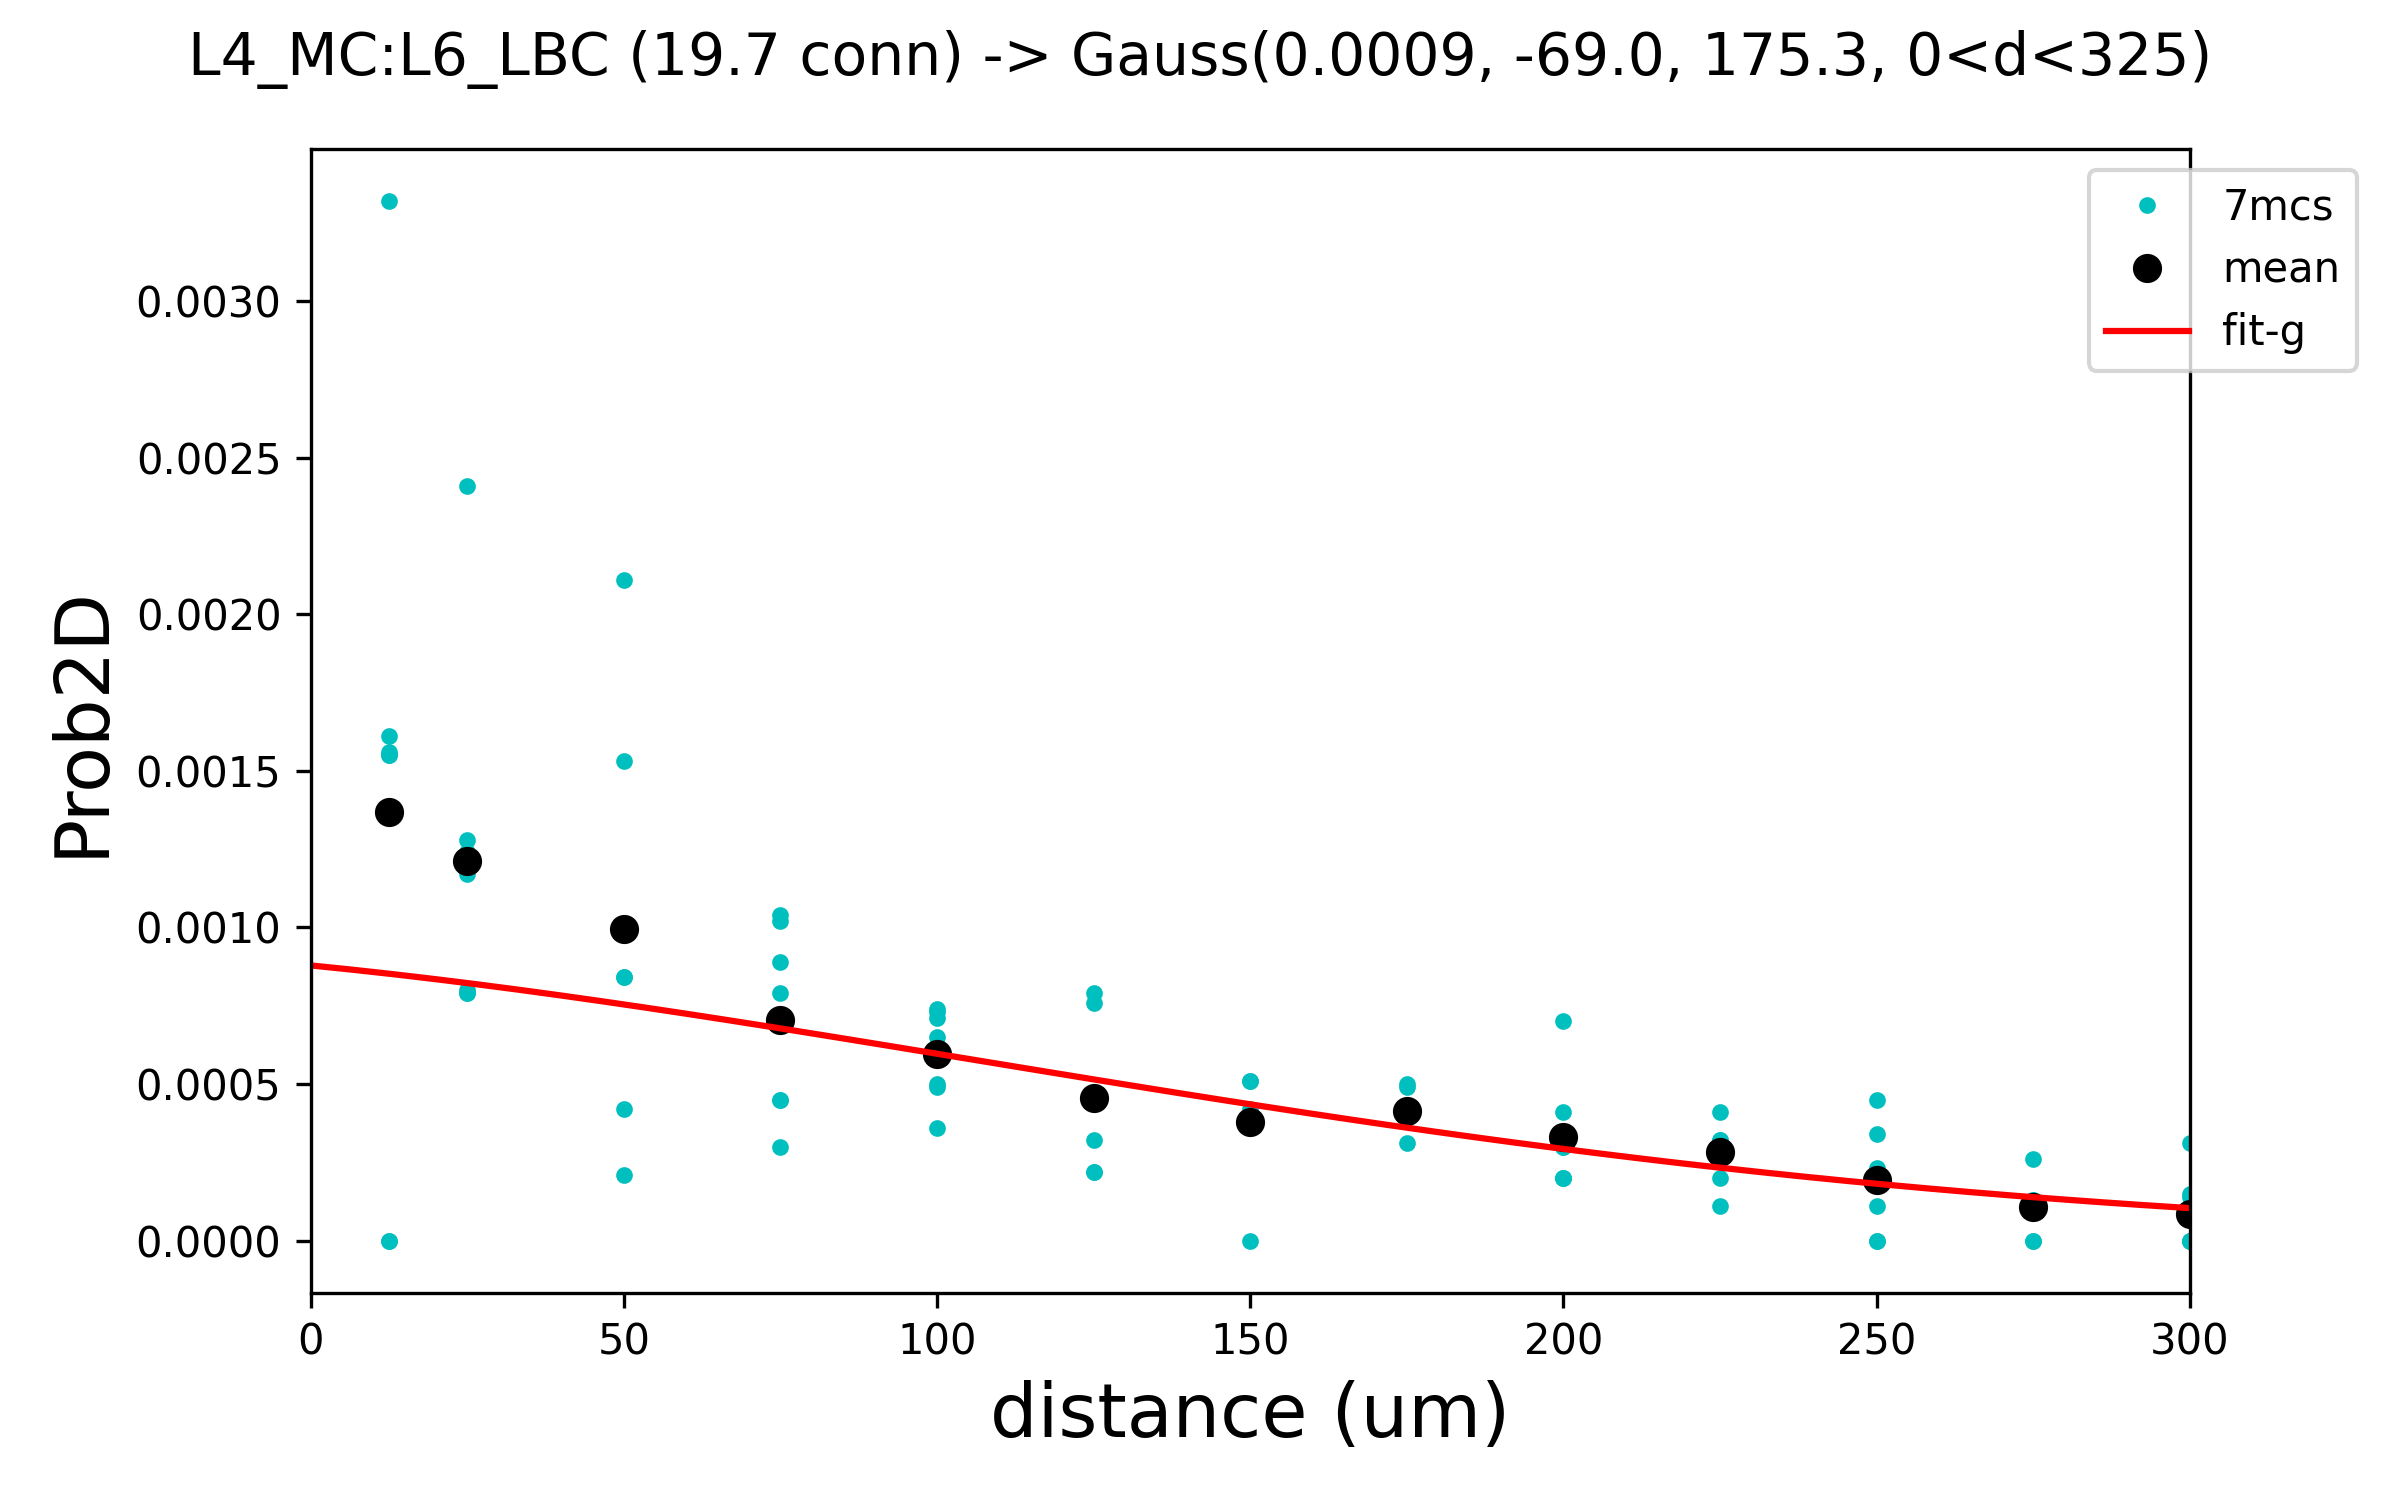 L4_MC:L6_LBC (19.7 conn) -> Gauss(0.0009, -69.0, 175.3, 0<d<325)
7mcs
mean
fit-g
Prob2D
0.0030
0.0025
0.0020
0.0015
0.0010
0.0005
0.0000
0 50 100 150 200 250 300
distance (um)